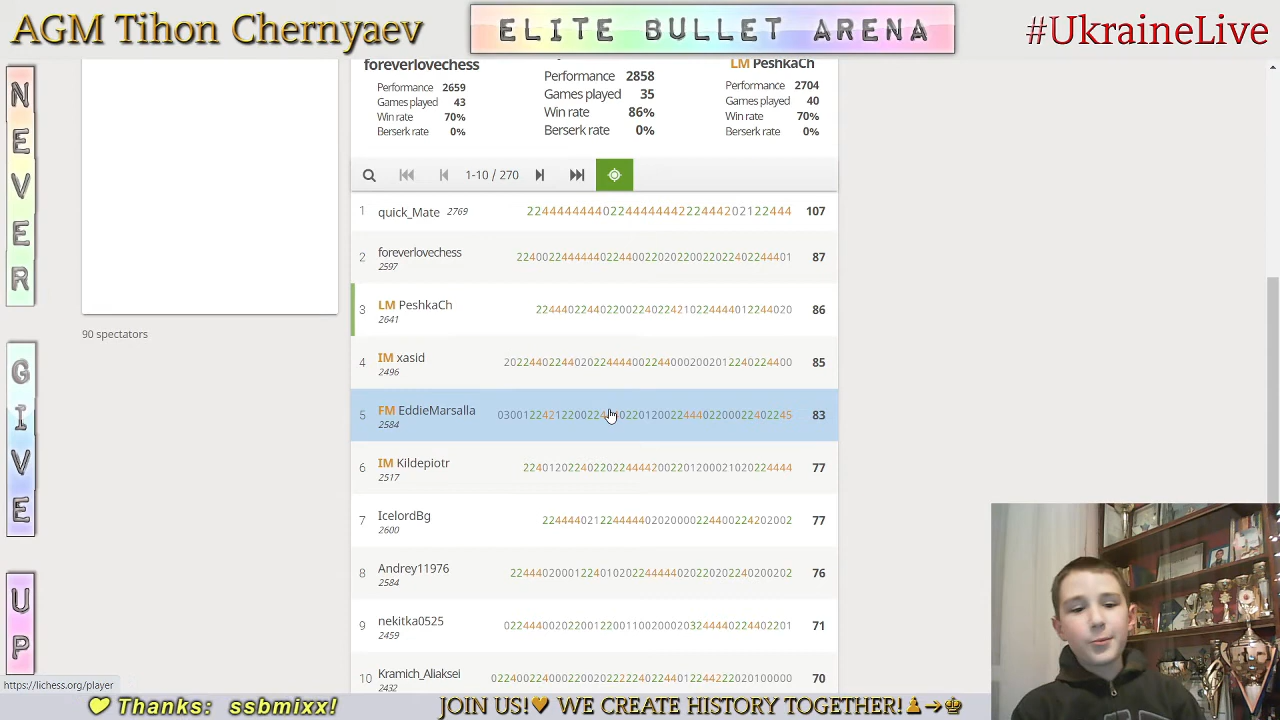 AGM Tihon Chernyaev
ELITE BULLET ARENA
#UkraineLive
NEVER
GIVE
UP
foreverlovechess
Performance 2659
Games played 43
Win rate 70%
Berserk rate 0%
Performance 2858
Games played 35
Win rate 86%
Berserk rate 0%
LM PeshkaCh
Performance 2704
Games played 40
Win rate 70%
Berserk rate 0%
1-10 / 270
90 spectators
1 quick_Mate 2769 2244444440224444444222444202122444 107
2 foreverlovechess 2597 87
3 LM PeshkaCh 2641 86
4 IM xasid 2496 85
5 FM EddieMarsalla 2584 83
6 IM Kildepiotr 2517 77
7 IcelordBg 2600 77
8 Andrey11976 2584 76
9 nekitka0525 2459 71
10 Kramich_Aliaksei 2432 70
https://lichess.org/player
Thanks: ssbmixx!
JOIN US!🧡 WE CREATE HISTORY TOGETHER!♟→♚